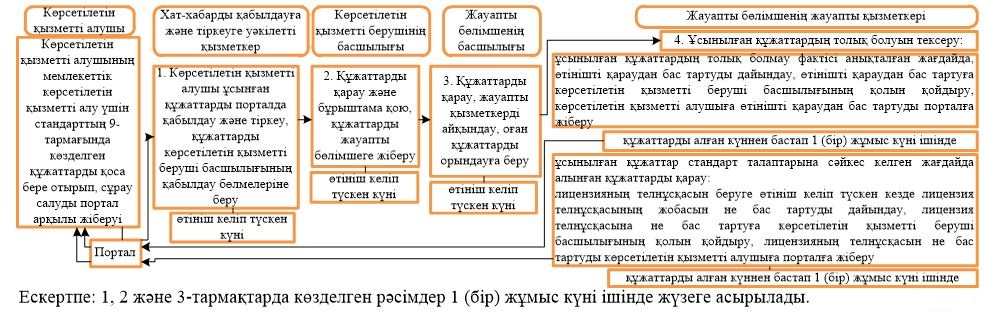 Көрсетілетін
қызметті алушы
Көрсетілетін
қызметті алушының
мемлекеттік
көрсетілетін
қызметті алу үшін
стандарттың 9-
тармағында
көзделген
құжаттарды қоса
бере отырып, сұрау
салуды портал
арқылы жіберуі
Портал
Хат-хабарды қабылдауға
және тіркеуге уәкілетті
қызметкер
1. Көрсетілетін қызметті
алушы ұсынған
құжаттарды порталда
қабылдау және тіркеу,
құжаттарды
көрсетілетін қызметті
беруші басшылығының
қабылдау бөлмелеріне
беру
өтініш келіп түскен
күні
Көрсетілетін
қызметті берушінің
басшылығы
2. Құжаттарды
қарау және
бұрыштама қою,
құжаттарды
жауапты
бөлімшеге жіберу
өтініш келіп
түскен күні
Жауапты
бөлімшенің
басшылығы
3. Құжаттарды
қарау, жауапты
қызметкерді
айқындау, оған
құжаттарды
орындауға беру
өтініш келіп
түскен күні
Жауапты бөлімшенің жауапты қызметкері
4. Ұсынылған құжаттардың толық болуын тексеру:
ұсынылған құжаттардың толық болмау фактісі анықталған жағдайда,
өтінішті қараудан бас тартуды дайындау, өтінішті қараудан бас тартуға
көрсетілетін қызметті беруші басшылығының қолын қойдыру,
көрсетілетін қызметті алушыға өтінішті қараудан бас тартуды порталға
жіберу
құжаттарды алған күннен бастап 1 (бір) жұмыс күні ішінде
ұсынылған құжаттар стандарт талаптарына сәйкес келген жағдайда
алынған құжаттарды қарау:
лицензияның телнұсқасын беруге өтініш келіп түскен кезде лицензия
телнұсқасының жобасын не бас тартуды дайындау, лицензия
телнұсқасына не бас тартуға көрсетілетін қызметті беруші
басшылығының қолын қойдыру, лицензияның телнұсқасын не бас
тартуды көрсетілетін қызметті алушыға порталға жіберу
құжаттарды алған күннен бастап 1 (бір) жұмыс күні ішінде
Ескертпе: 1, 2 және 3-тармақтарда көзделген рәсімдер 1 (бір) жұмыс күні ішінде жүзеге асырылады.